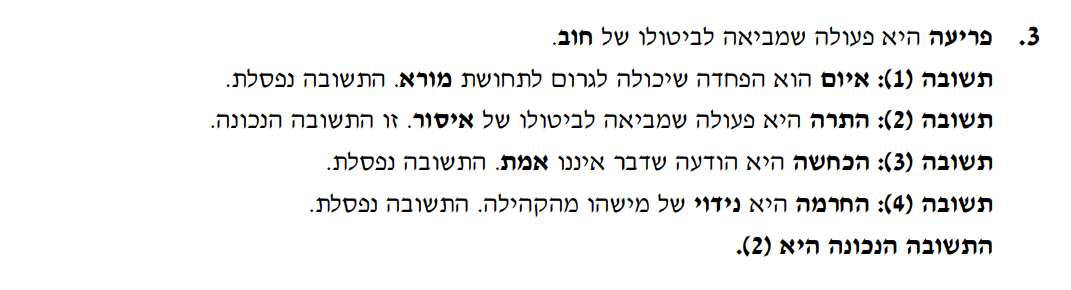 3. פריעה היא פעולה שמביאה לביטולו של חוב.
תשובה (1): איום הוא הפחדה שיכולה לגרום לתחושת מורא. התשובה נפסלת.
תשובה (2): התרה היא פעולה שמביאה לביטולו של איסור. זו התשובה הנכונה.
תשובה (3): הכחשה היא הודעה שדבר איננו אמת. התשובה נפסלת.
תשובה (4): החרמה היא נידוי של מישהו מהקהילה. התשובה נפסלת.
התשובה הנכונה היא (2).